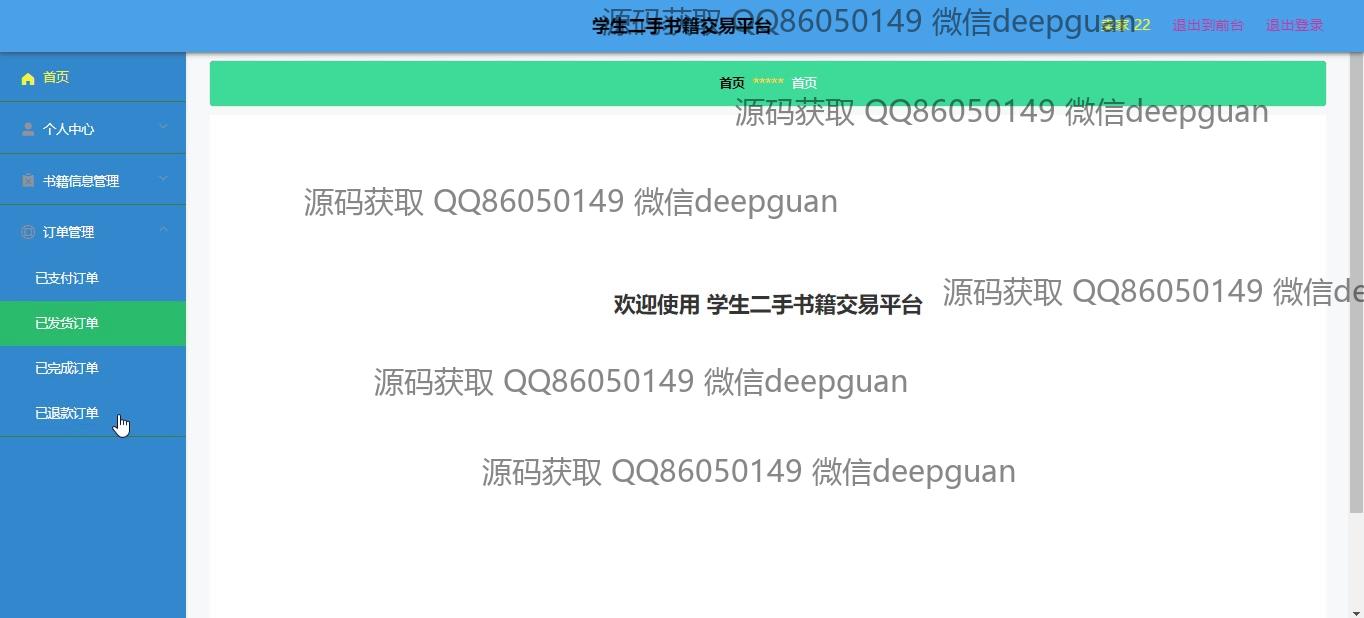 学生二手书籍交易平台
源码获取 QQ86050149 微信deepguan
卖家 22
退出到前台
退出登录
首页
个人中心
书籍信息管理
订单管理
已支付订单
已发货订单
已完成订单
已退款订单
首页 ***** 首页
源码获取 QQ86050149 微信deepguan
源码获取 QQ86050149 微信deepguan
源码获取 QQ86050149 微信de
欢迎使用 学生二手书籍交易平台
源码获取 QQ86050149 微信deepguan
源码获取 QQ86050149 微信deepguan